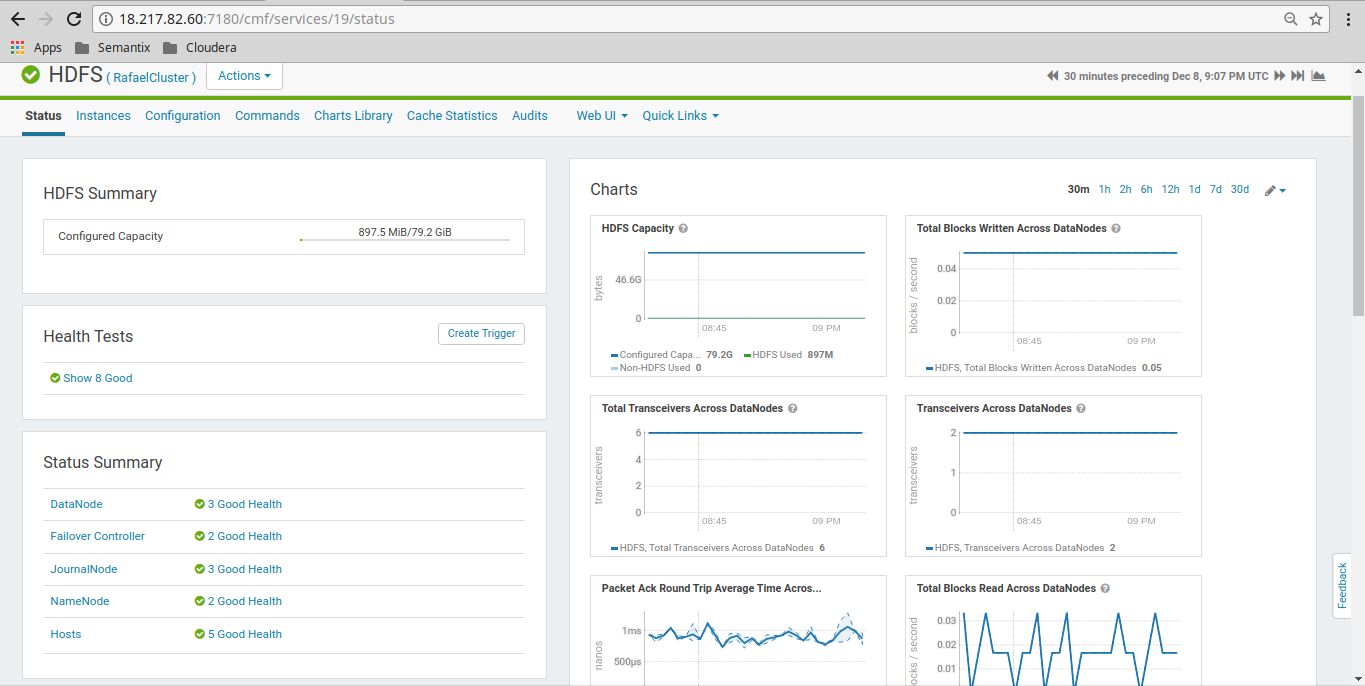 18.217.82.60:7180/cmf/services/19/status
Apps Semantix Cloudera
HDFS ( RafaelCluster ) Actions
30 minutes preceding Dec 8, 9:07 PM UTC
Status Instances Configuration Commands Charts Library Cache Statistics Audits Web UI Quick Links
HDFS Summary
Configured Capacity 897.5 MiB/79.2 GiB
Health Tests
Create Trigger
Show 8 Good
Status Summary
DataNode 3 Good Health
Failover Controller 2 Good Health
JournalNode 3 Good Health
NameNode 2 Good Health
Hosts 5 Good Health
Charts
30m 1h 2h 6h 12h 1d 7d 30d
HDFS Capacity ?
bytes
46.6G
0
08:45 09 PM
Configured Capa... 79.2G HDFS Used 897M
Non-HDFS Used 0
Total Blocks Written Across DataNodes ?
blocks / second
0.04
0.02
0
08:45 09 PM
HDFS, Total Blocks Written Across DataNodes 0.05
Total Transceivers Across DataNodes ?
transceivers
6
4
2
0
08:45 09 PM
HDFS, Total Transceivers Across DataNodes 6
Transceivers Across DataNodes ?
transceivers
2
1
0
08:45 09 PM
HDFS, Transceivers Across DataNodes 2
Packet Ack Round Trip Average Time Acros...
nanos
1ms
500µs
Total Blocks Read Across DataNodes ?
ocks / second
0.03
0.02
0.01
Feedback